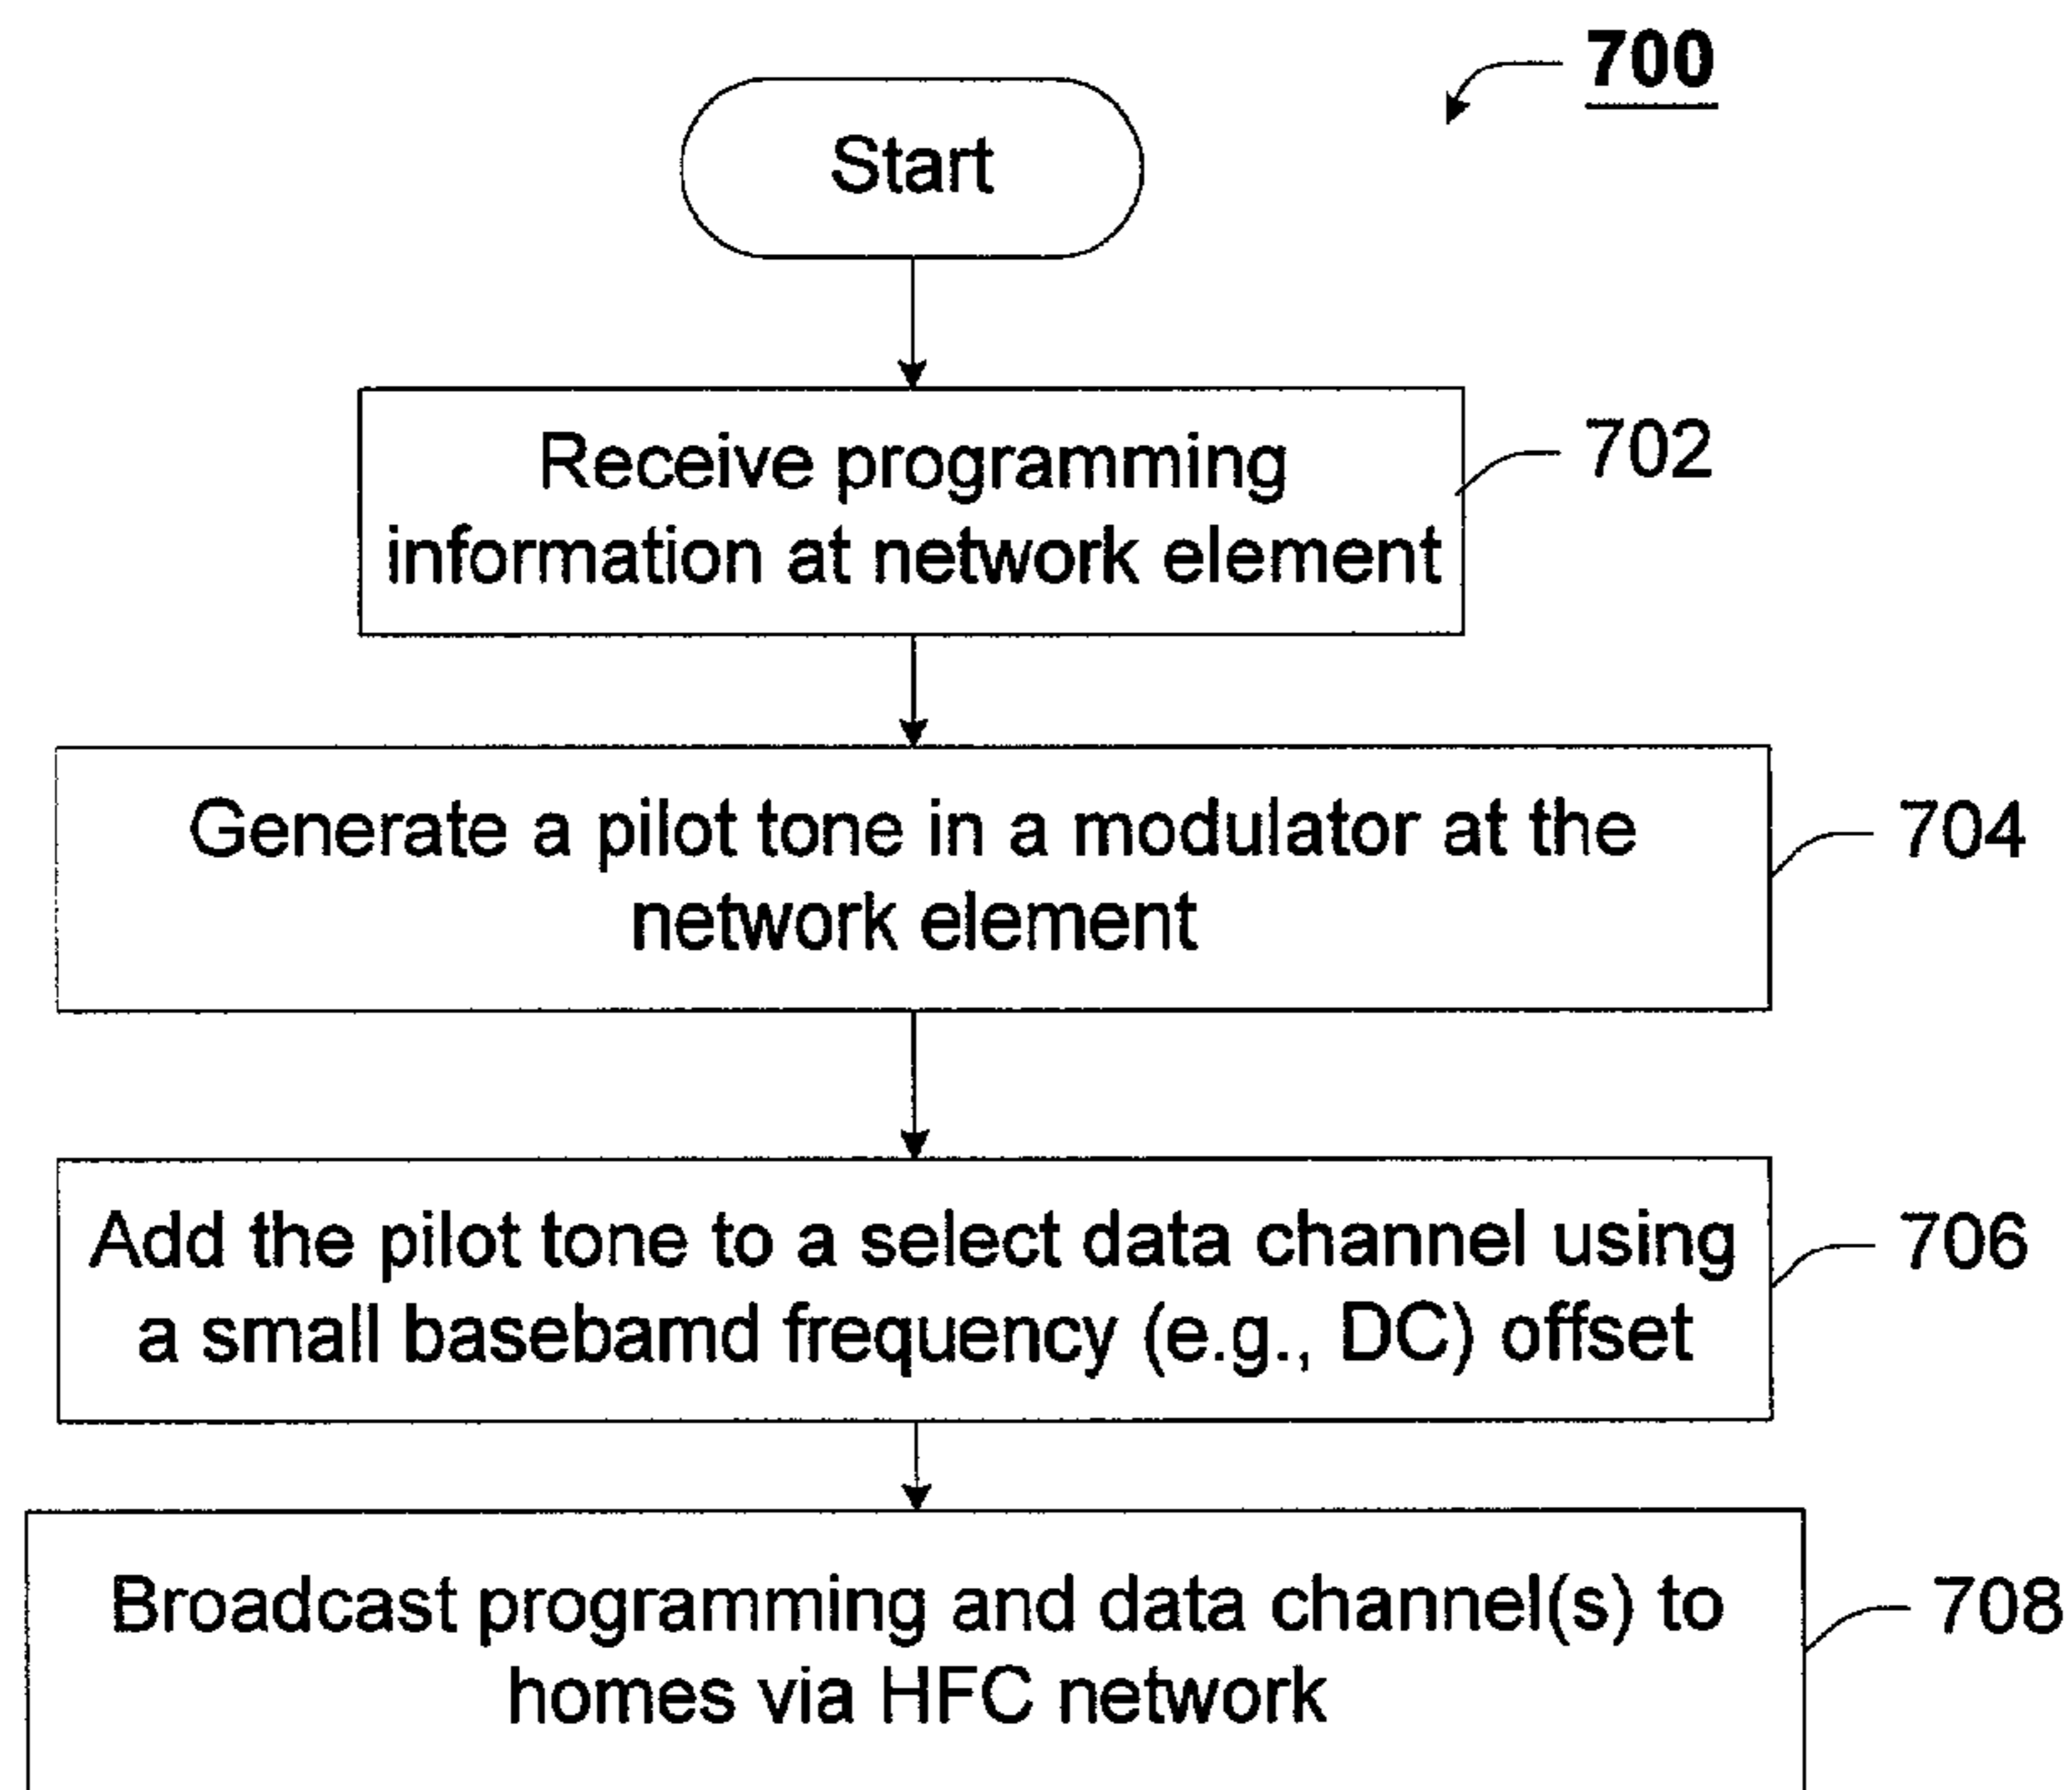 700
Start
Receive programming
information at network element
702
Generate a pilot tone in a modulator at the
network element
704
Add the pilot tone to a select data channel using
a small basebamd frequency (e.g., DC) offset
706
Broadcast programming and data channel(s) to
homes via HFC network
708